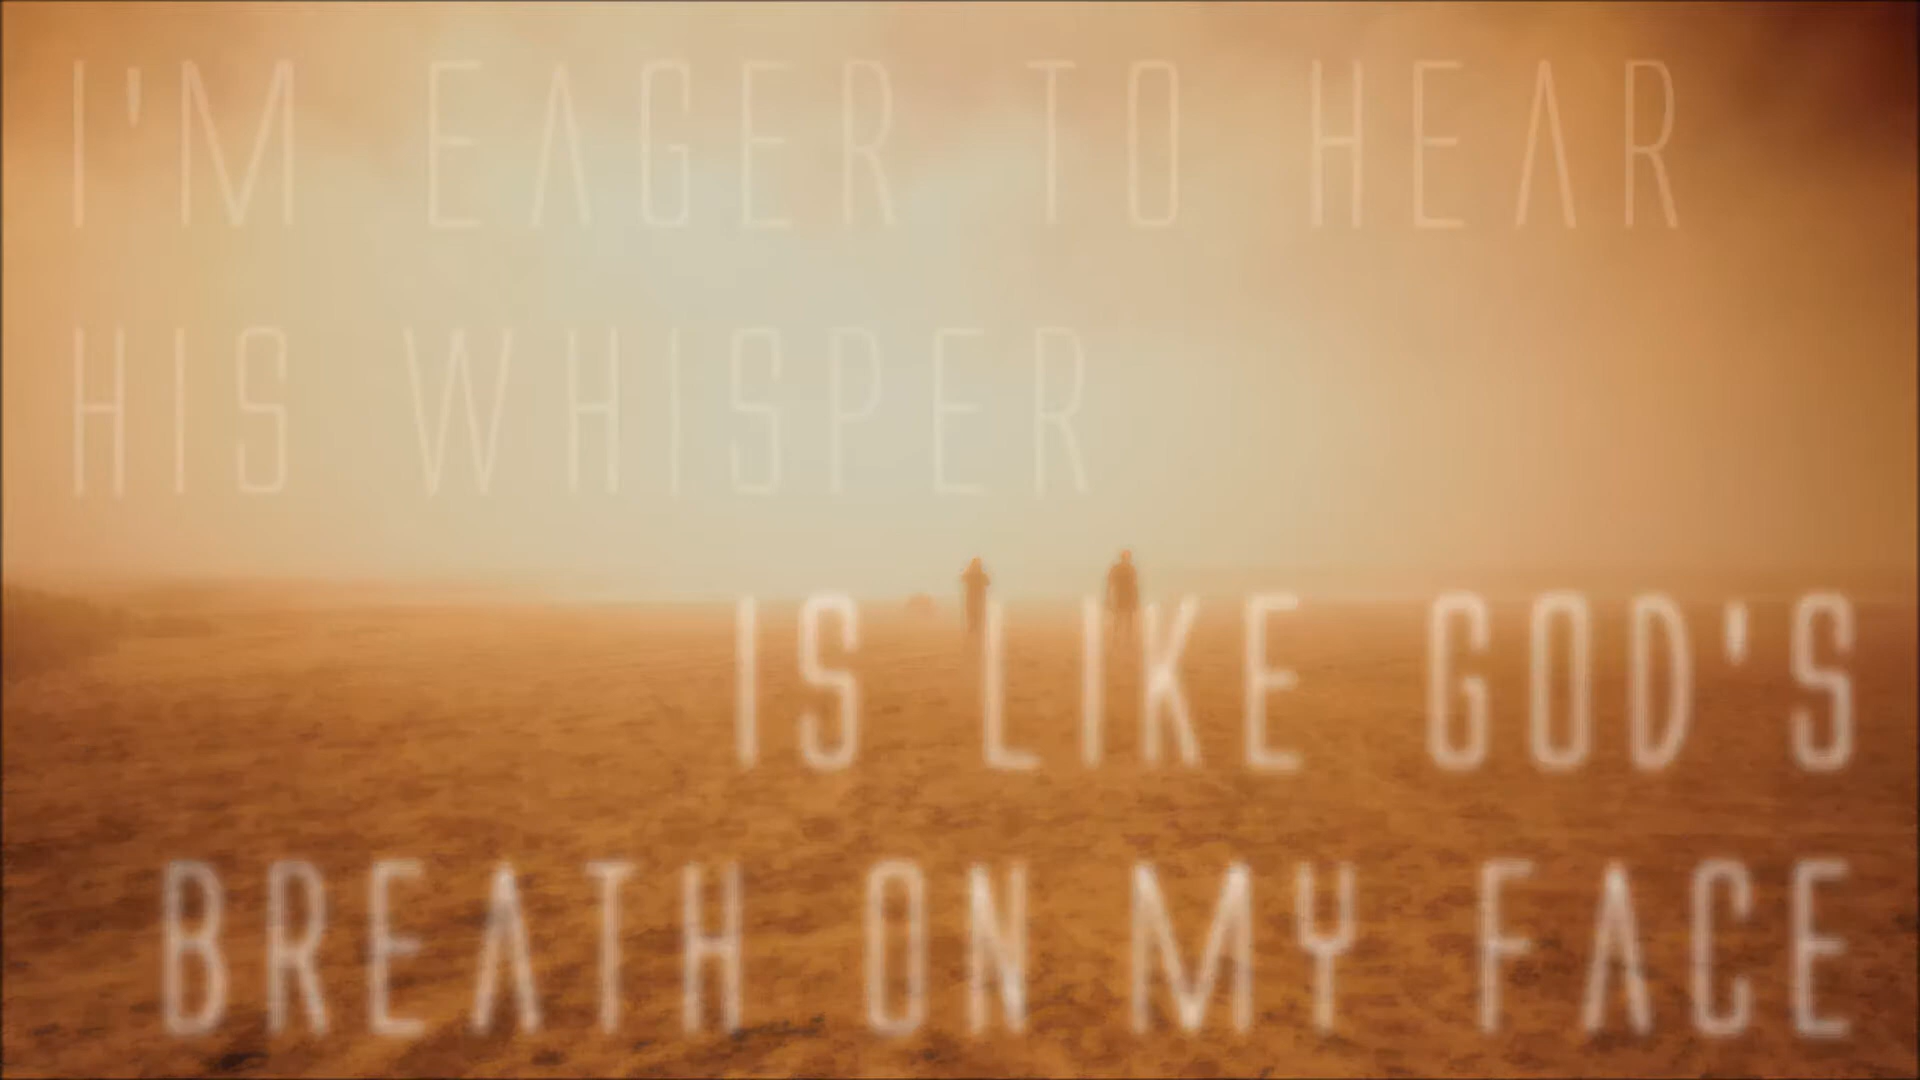 I'M EAGER TO HEAR
HIS WHISPER
IS LIKE GOD'S
BREATH ON MY FACE